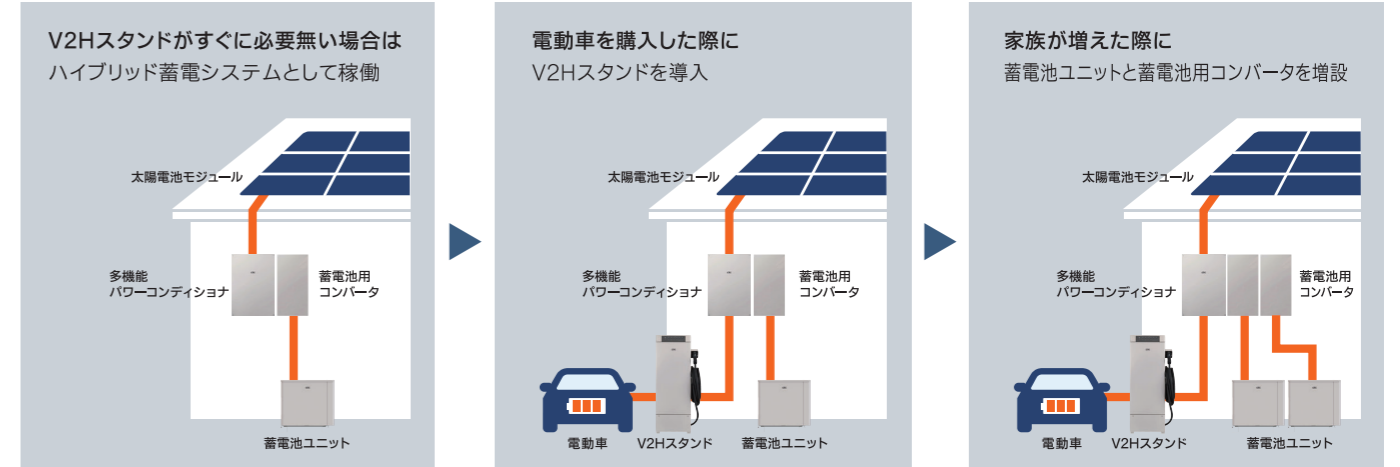 V2Hスタンドがすぐに必要無い場合は
ハイブリッド蓄電システムとして稼働
太陽電池モジュール
多機能
パワーコンディショナ
蓄電池用
コンバータ
蓄電池ユニット
電動車を購入した際に
V2Hスタンドを導入
太陽電池モジュール
多機能
パワーコンディショナ
蓄電池用
コンバータ
電動車
V2Hスタンド
蓄電池ユニット
家族が増えた際に
蓄電池ユニットと蓄電池用コンバータを増設
太陽電池モジュール
多機能
パワーコンディショナ
蓄電池用
コンバータ
電動車
V2Hスタンド
蓄電池ユニット